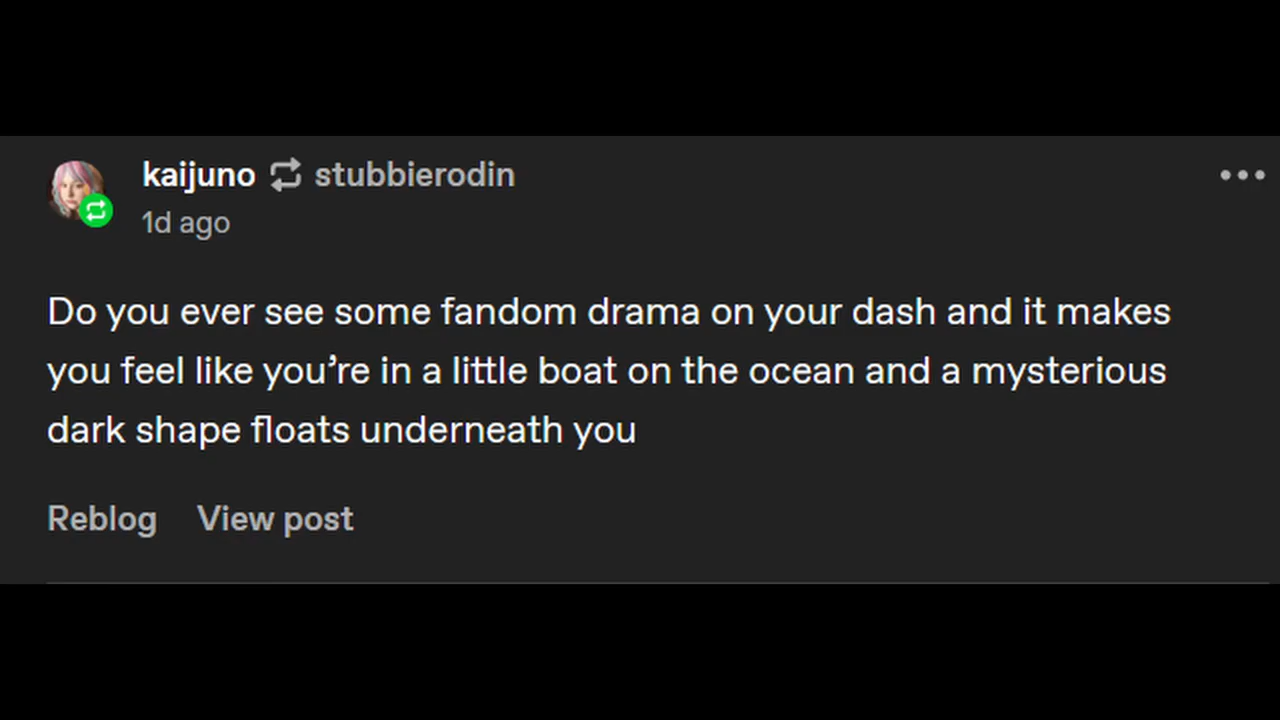 kaijuno stubbierodin
1d ago
Do you ever see some fandom drama on your dash and it makes
you feel like you’re in a little boat on the ocean and a mysterious
dark shape floats underneath you
Reblog View post